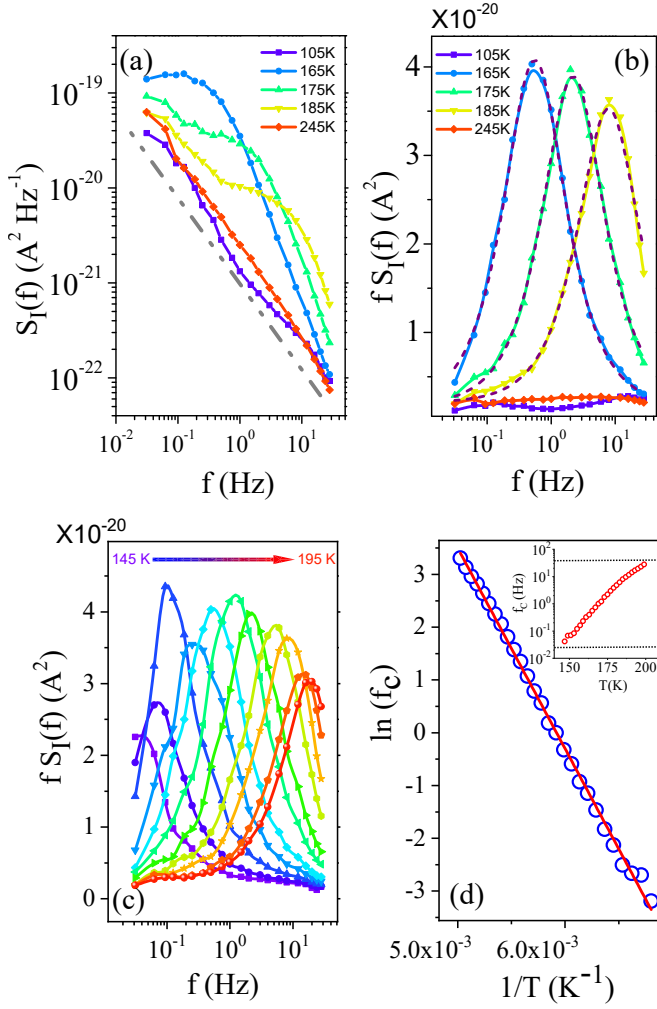 (a)
105K
165K
175K
185K
245K
10⁻¹⁹
10⁻²⁰
10⁻²¹
10⁻²²
S_I(f) (A² Hz⁻¹)
10⁻² 10⁻¹ 10⁰ 10¹
f (Hz)
X10⁻²⁰
(b)
105K
165K
175K
185K
245K
4
3
2
1
f S_I(f) (A²)
10⁻¹ 10⁰ 10¹
f (Hz)
X10⁻²⁰
145 K 195 K
5
4
3
2
1
0
f S_I(f) (A²)
(c)
10⁻¹ 10⁰ 10¹
f (Hz)
3
2
1
0
-1
-2
-3
ln (f_C)
(d)
5.0x10⁻³ 6.0x10⁻³
1/T (K⁻¹)
10²
10¹
10⁰
10⁻¹
10⁻²
f_C (Hz)
150 175 200
T(K)